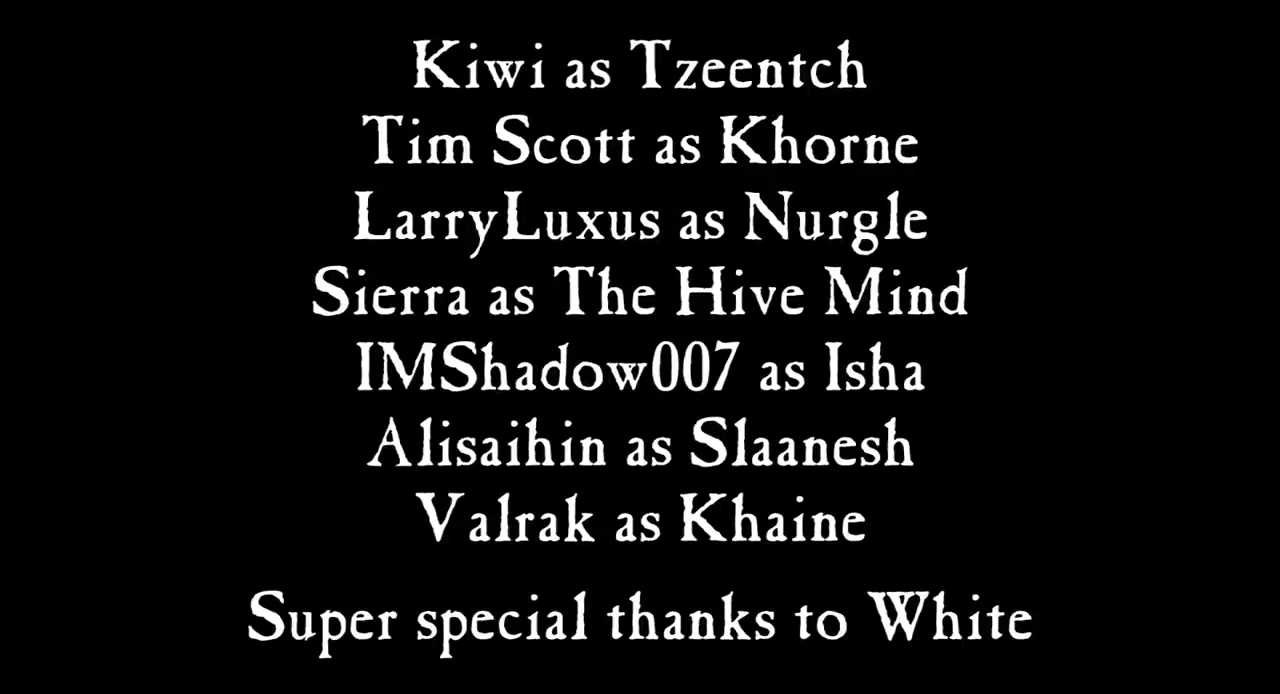 Kiwi as Tzeentch
Tim Scott as Khorne
LarryLuxus as Nurgle
Sierra as The Hive Mind
IMShadow007 as Isha
Alisaihin as Slaanesh
Valrak as Khaine
Super special thanks to White